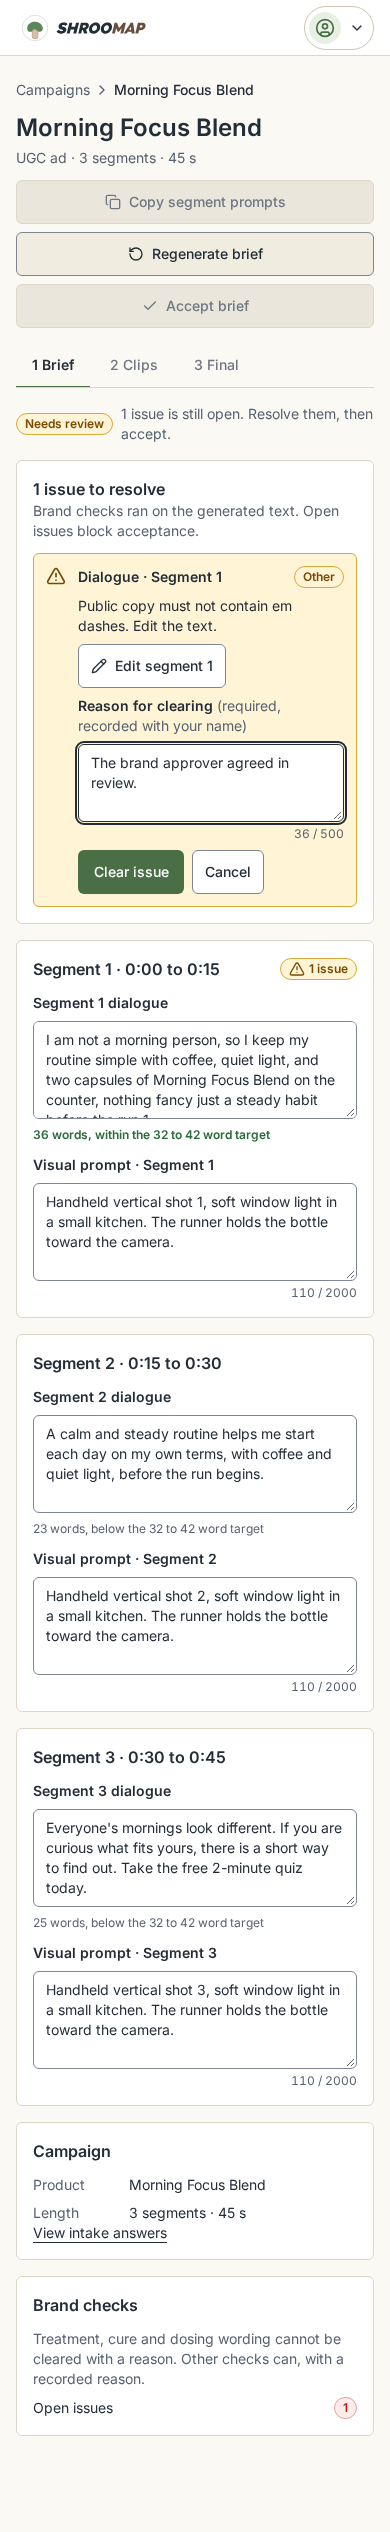 SHROOMAP
Campaigns > Morning Focus Blend
Morning Focus Blend
UGC ad · 3 segments · 45 s
Copy segment prompts
Regenerate brief
Accept brief
1 Brief 2 Clips 3 Final
Needs review
1 issue is still open. Resolve them, then
accept.
1 issue to resolve
Brand checks ran on the generated text. Open
issues block acceptance.
Dialogue · Segment 1 Other
Public copy must not contain em
dashes. Edit the text.
Edit segment 1
Reason for clearing (required,
recorded with your name)
The brand approver agreed in
review.
36 / 500
Clear issue Cancel
Segment 1 · 0:00 to 0:15 1 issue
Segment 1 dialogue
I am not a morning person, so I keep my
routine simple with coffee, quiet light, and
two capsules of Morning Focus Blend on the
counter, nothing fancy just a steady habit
before the run 1
36 words, within the 32 to 42 word target
Visual prompt · Segment 1
Handheld vertical shot 1, soft window light in
a small kitchen. The runner holds the bottle
toward the camera.
110 / 2000
Segment 2 · 0:15 to 0:30
Segment 2 dialogue
A calm and steady routine helps me start
each day on my own terms, with coffee and
quiet light, before the run begins.
23 words, below the 32 to 42 word target
Visual prompt · Segment 2
Handheld vertical shot 2, soft window light in
a small kitchen. The runner holds the bottle
toward the camera.
110 / 2000
Segment 3 · 0:30 to 0:45
Segment 3 dialogue
Everyone's mornings look different. If you are
curious what fits yours, there is a short way
to find out. Take the free 2-minute quiz
today.
25 words, below the 32 to 42 word target
Visual prompt · Segment 3
Handheld vertical shot 3, soft window light in
a small kitchen. The runner holds the bottle
toward the camera.
110 / 2000
Campaign
Product Morning Focus Blend
Length 3 segments · 45 s
View intake answers
Brand checks
Treatment, cure and dosing wording cannot be
cleared with a reason. Other checks can, with a
recorded reason.
Open issues 1